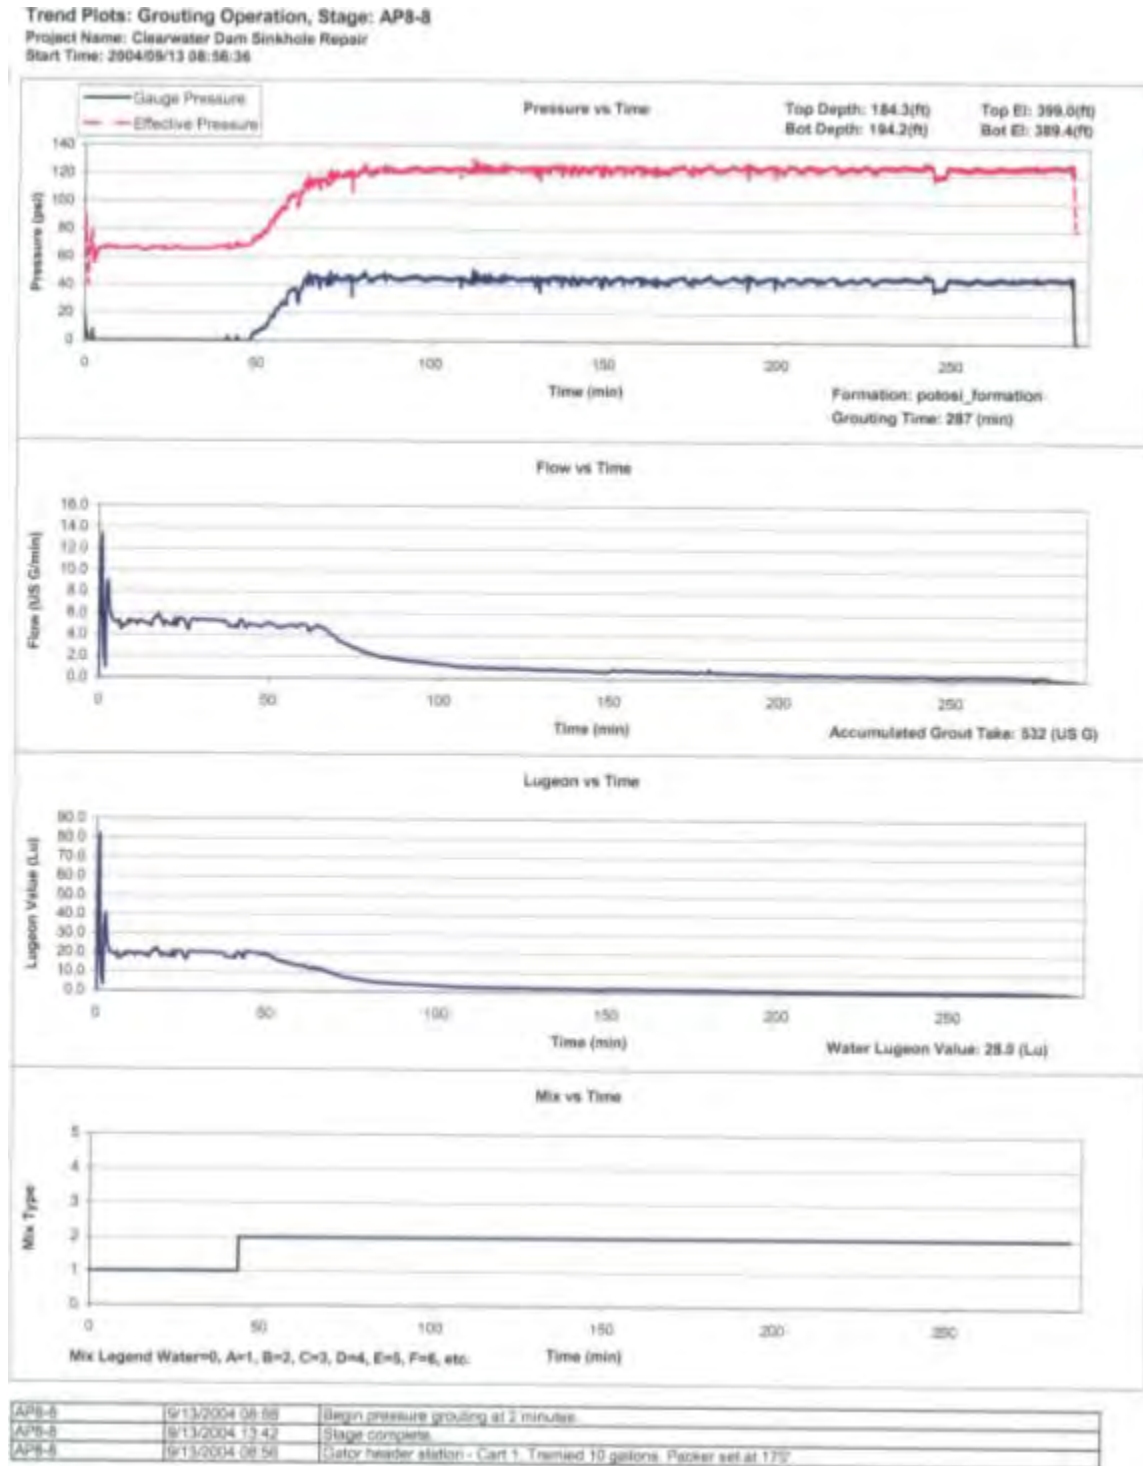 Trend Plots: Grouting Operation, Stage: AP8-8
Project Name: Clearwater Dam Sinkhole Repair
Start Time: 2004/09/13 08:56:36
Gauge Pressure
Effective Pressure
Pressure vs Time
Top Depth: 184.3(ft)
Top El: 399.0(ft)
Bot Depth: 194.2(ft)
Bot El: 389.4(ft)
Pressure (psi)
140
120
100
80
60
40
20
0
0 50 100 150 200 250
Time (min)
Formation: potosi_formation
Grouting Time: 287 (min)
Flow vs Time
Flow (US G/min)
16.0
14.0
12.0
10.0
8.0
6.0
4.0
2.0
0.0
0 50 100 150 200 250
Time (min)
Accumulated Grout Take: 532 (US G)
Lugeon vs Time
Lugeon Value (Lu)
90.0
80.0
70.0
60.0
50.0
40.0
30.0
20.0
10.0
0.0
0 50 100 150 200 250
Time (min)
Water Lugeon Value: 28.0 (Lu)
Mix vs Time
Mix Type
5
4
3
2
1
0
0 50 100 150 200 250
Mix Legend Water=0, A=1, B=2, C=3, D=4, E=5, F=6, etc.
Time (min)
AP8-8 9/13/2004 08:58 Begin pressure grouting at 2 minutes.
AP8-8 9/13/2004 13:42 Stage complete.
AP8-8 9/13/2004 08:56 Gator header station - Cart 1. Tremied 10 gallons. Packer set at